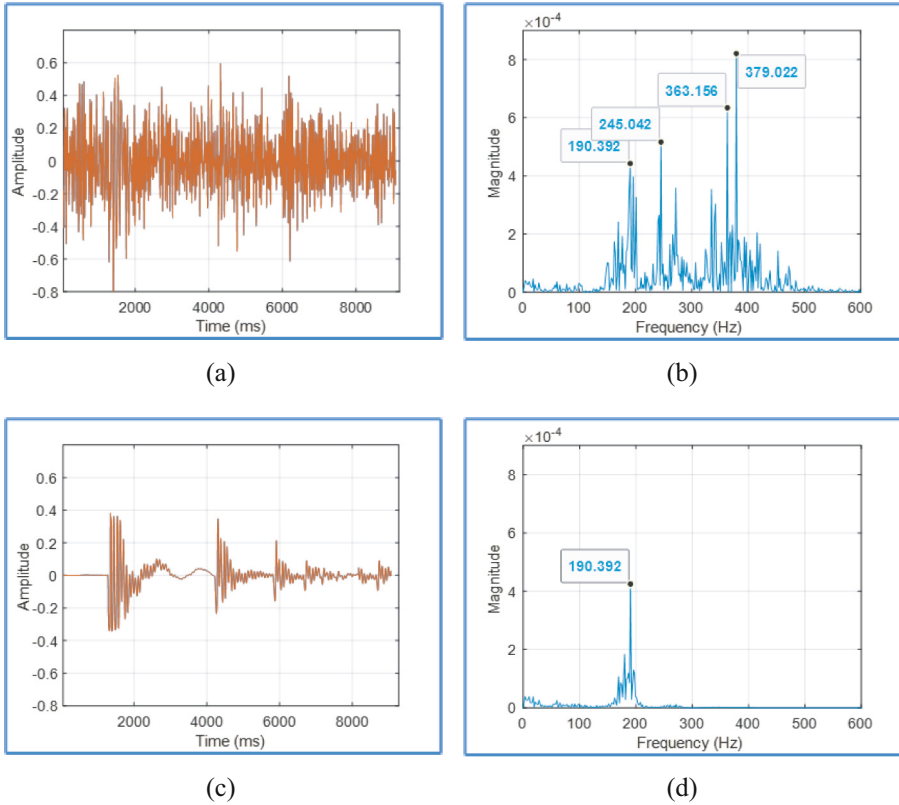 Amplitude
0.6
0.4
0.2
0
-0.2
-0.4
-0.6
-0.8
2000 4000 6000 8000
Time (ms)
(a)
×10⁻⁴
Magnitude
8
6
4
2
0
379.022
363.156
245.042
190.392
0 100 200 300 400 500 600
Frequency (Hz)
(b)
Amplitude
0.6
0.4
0.2
0
-0.2
-0.4
-0.6
-0.8
2000 4000 6000 8000
Time (ms)
(c)
×10⁻⁴
Magnitude
8
6
4
2
0
190.392
0 100 200 300 400 500 600
Frequency (Hz)
(d)